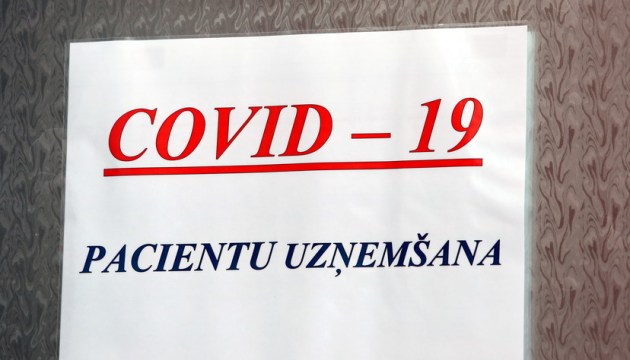 COVID – 19
PACIENTU UZŅEMŠANA